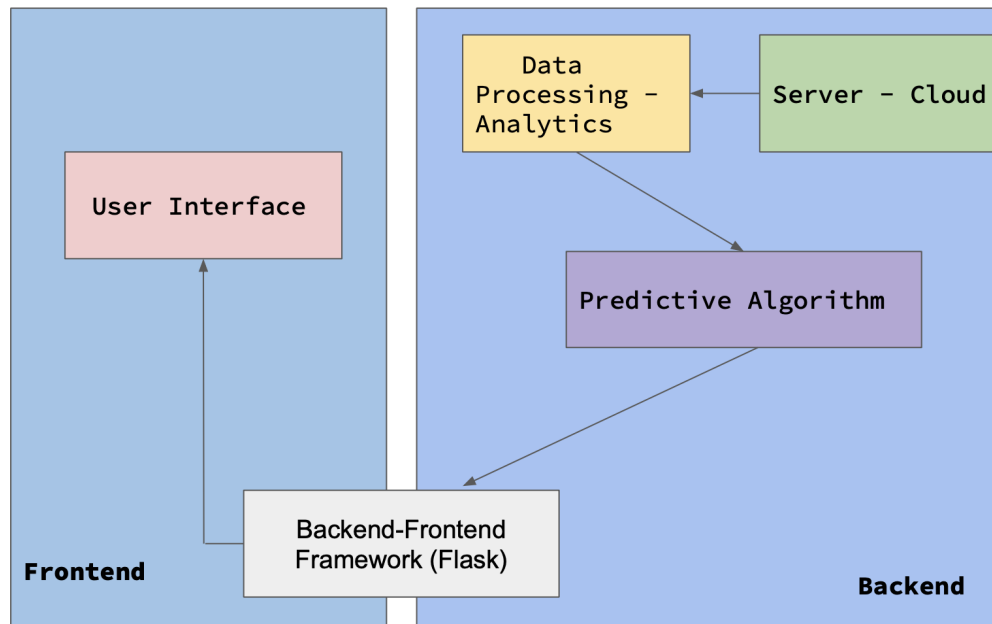 Data
Processing –
Analytics
Server – Cloud
User Interface
Predictive Algorithm
Backend-Frontend
Framework (Flask)
Frontend
Backend